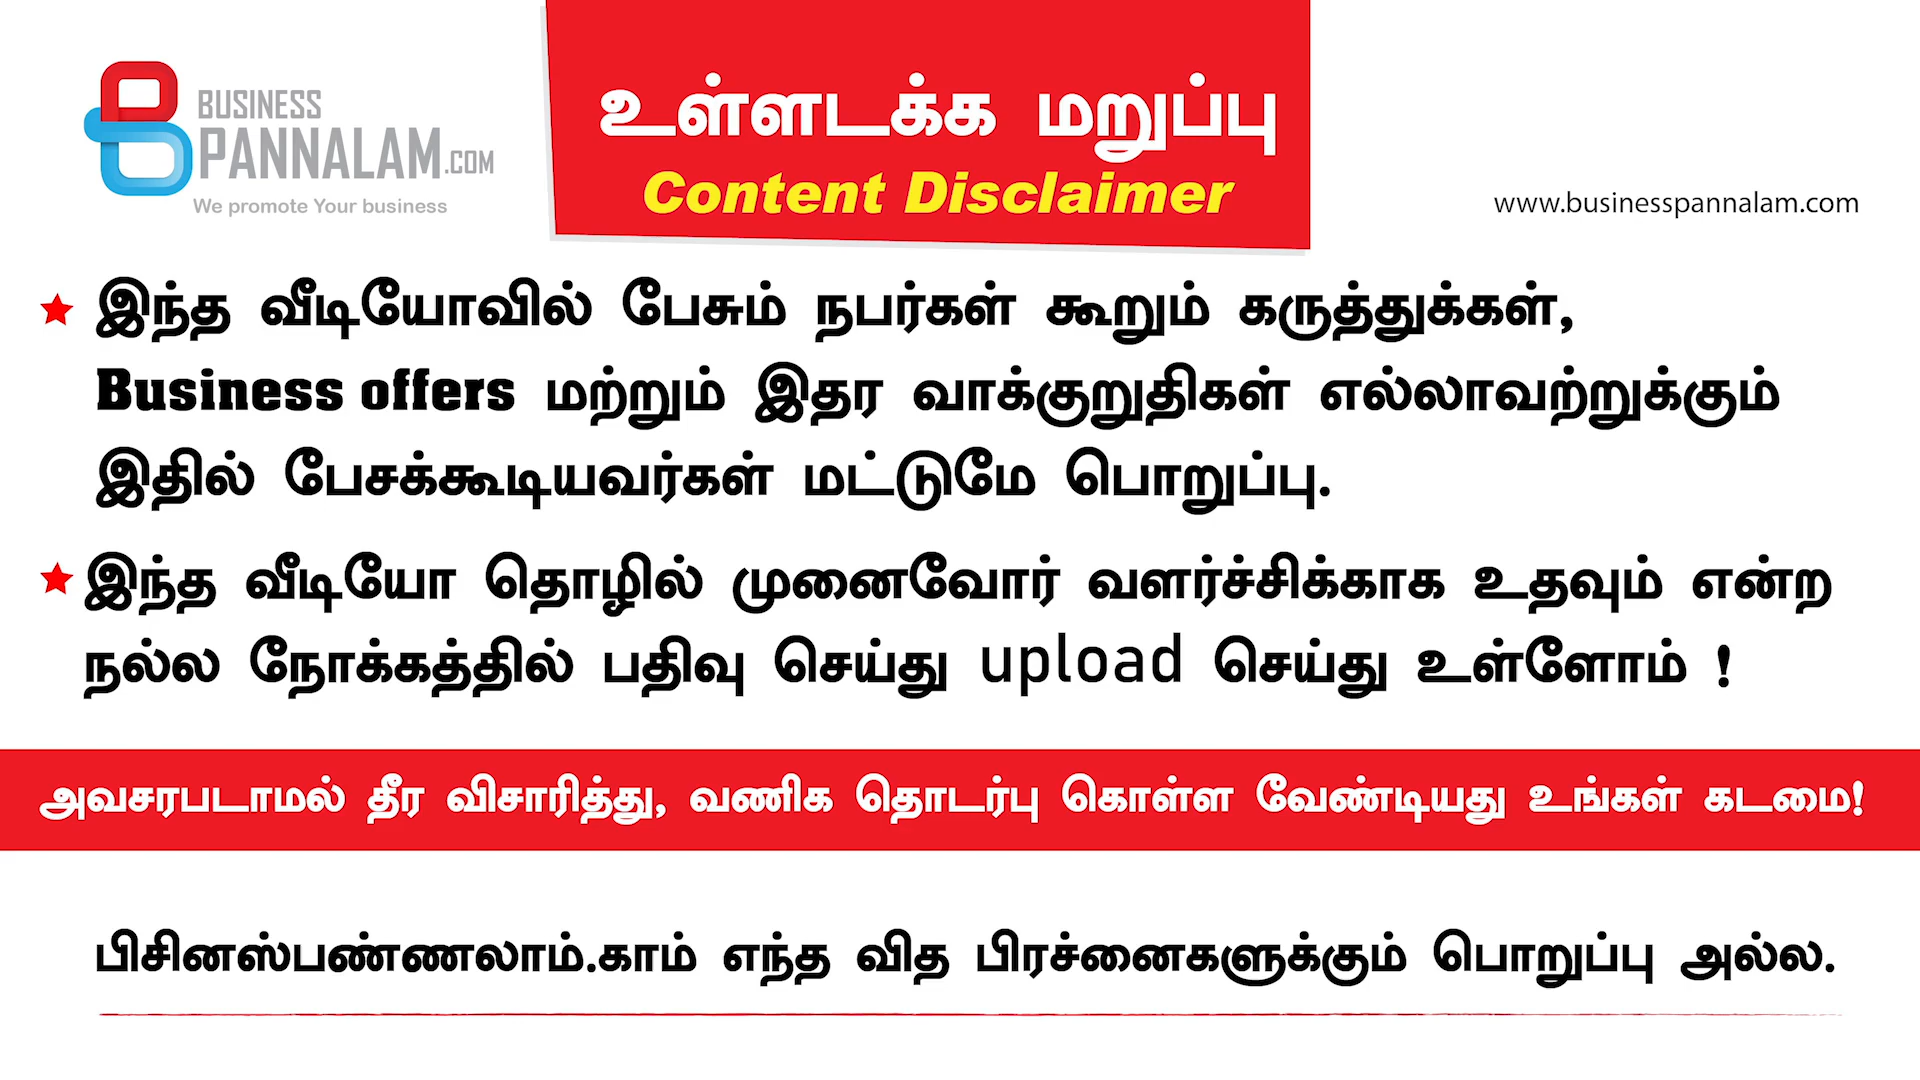 BUSINESS
PANNALAM.COM
We promote Your business
உள்ளடக்க மறுப்பு
Content Disclaimer
www.businesspannalam.com
இந்த வீடியோவில் பேசும் நபர்கள் கூறும் கருத்துக்கள்,
Business offers மற்றும் இதர வாக்குறுதிகள் எல்லாவற்றுக்கும்
இதில் பேசக்கூடியவர்கள் மட்டுமே பொறுப்பு.
இந்த வீடியோ தொழில் முனைவோர் வளர்ச்சிக்காக உதவும் என்ற
நல்ல நோக்கத்தில் பதிவு செய்து upload செய்து உள்ளோம் !
அவசரபடாமல் தீர விசாரித்து, வணிக தொடர்பு கொள்ள வேண்டியது உங்கள் கடமை!
பிசினஸ்பண்ணலாம்.காம் எந்த வித பிரச்னைகளுக்கும் பொறுப்பு அல்ல.